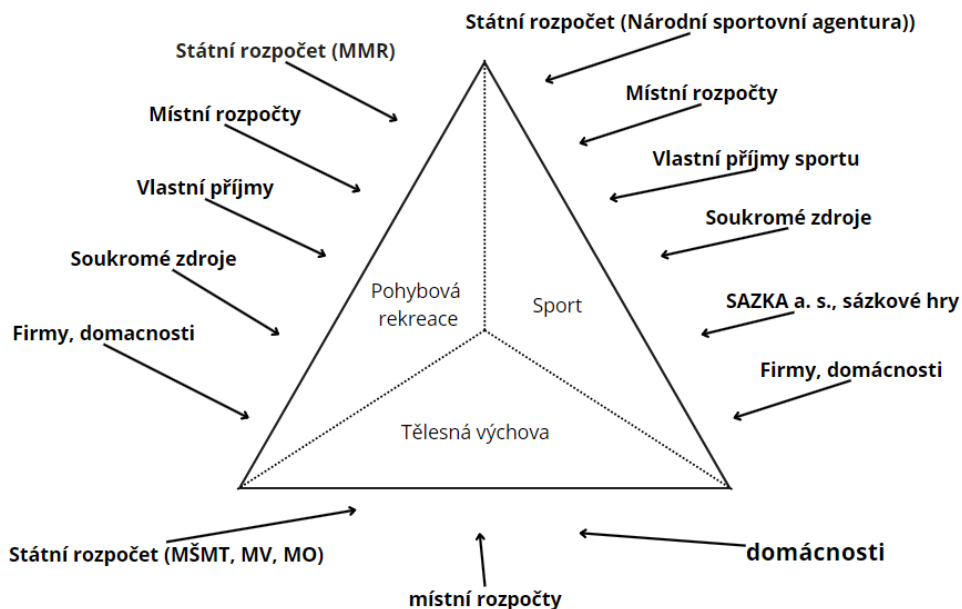 Státní rozpočet (Národní sportovní agentura))
Státní rozpočet (MMR)
Místní rozpočty
Místní rozpočty
Vlastní příjmy sportu
Vlastní příjmy
Soukromé zdroje
Soukromé zdroje
Pohybová
rekreace
Sport
SAZKA a. s., sázkové hry
Firmy, domacnosti
Firmy, domácnosti
Tělesná výchova
Státní rozpočet (MŠMT, MV, MO)
domácnosti
místní rozpočty